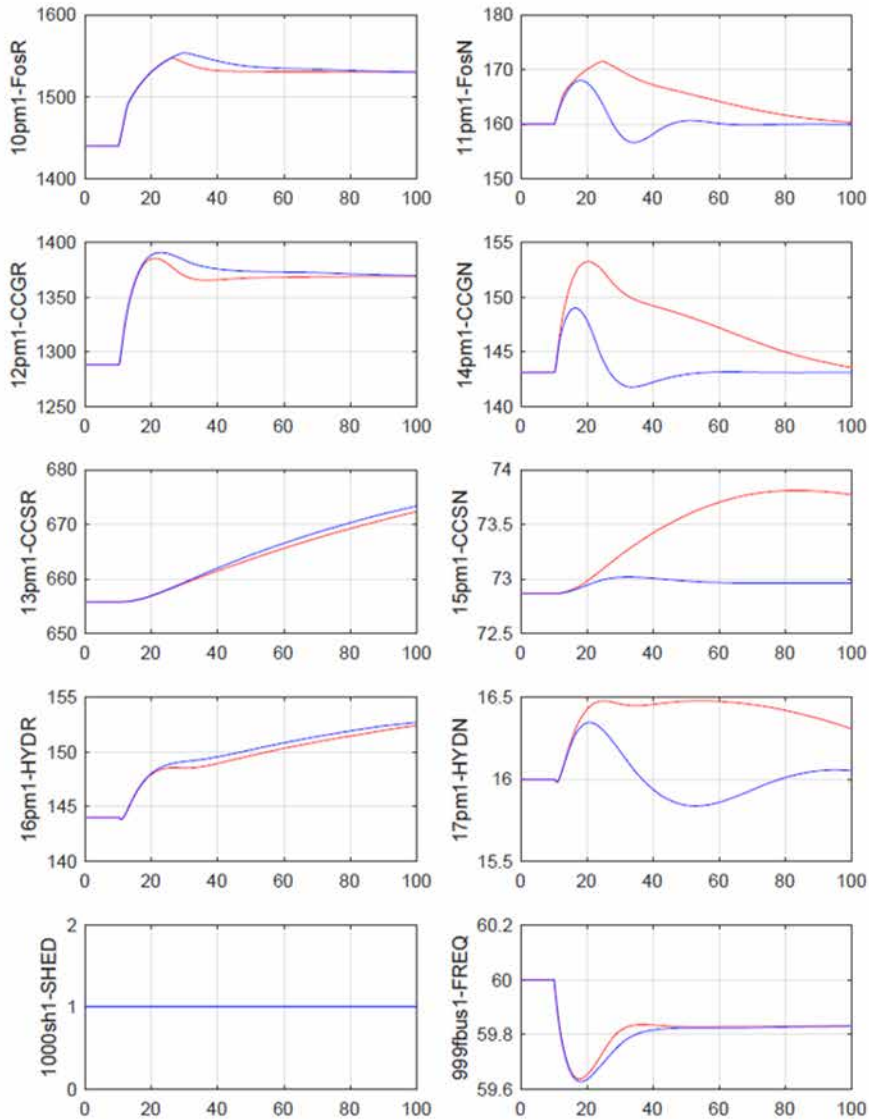 1600
1500
1400
10pm1-FosR
0 20 40 60 80 100
180
170
160
150
11pm1-FosN
0 20 40 60 80 100
1400
1350
1300
1250
12pm1-CCGR
0 20 40 60 80 100
155
150
145
140
14pm1-CCGN
0 20 40 60 80 100
680
670
660
650
13pm1-CCSR
0 20 40 60 80 100
74
73.5
73
72.5
15pm1-CCSN
0 20 40 60 80 100
155
150
145
140
16pm1-HYDR
0 20 40 60 80 100
16.5
16
15.5
17pm1-HYDN
0 20 40 60 80 100
2
1
0
1000sh1-SHED
0 20 40 60 80 100
60.2
60
59.8
59.6
999fbus1-FREQ
0 20 40 60 80 100